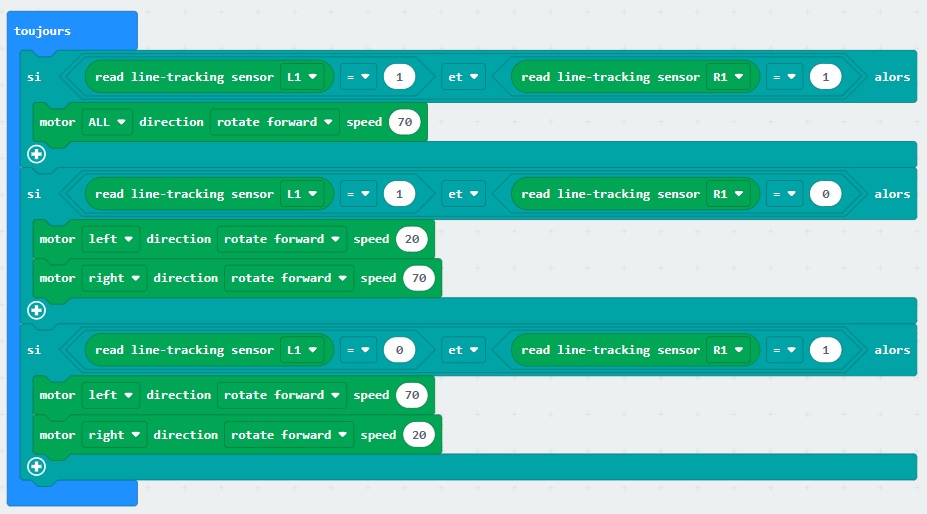 toujours
si read line-tracking sensor L1 = 1 et read line-tracking sensor R1 = 1 alors
motor ALL direction rotate forward speed 70
si read line-tracking sensor L1 = 1 et read line-tracking sensor R1 = 0 alors
motor left direction rotate forward speed 20
motor right direction rotate forward speed 70
si read line-tracking sensor L1 = 0 et read line-tracking sensor R1 = 1 alors
motor left direction rotate forward speed 70
motor right direction rotate forward speed 20